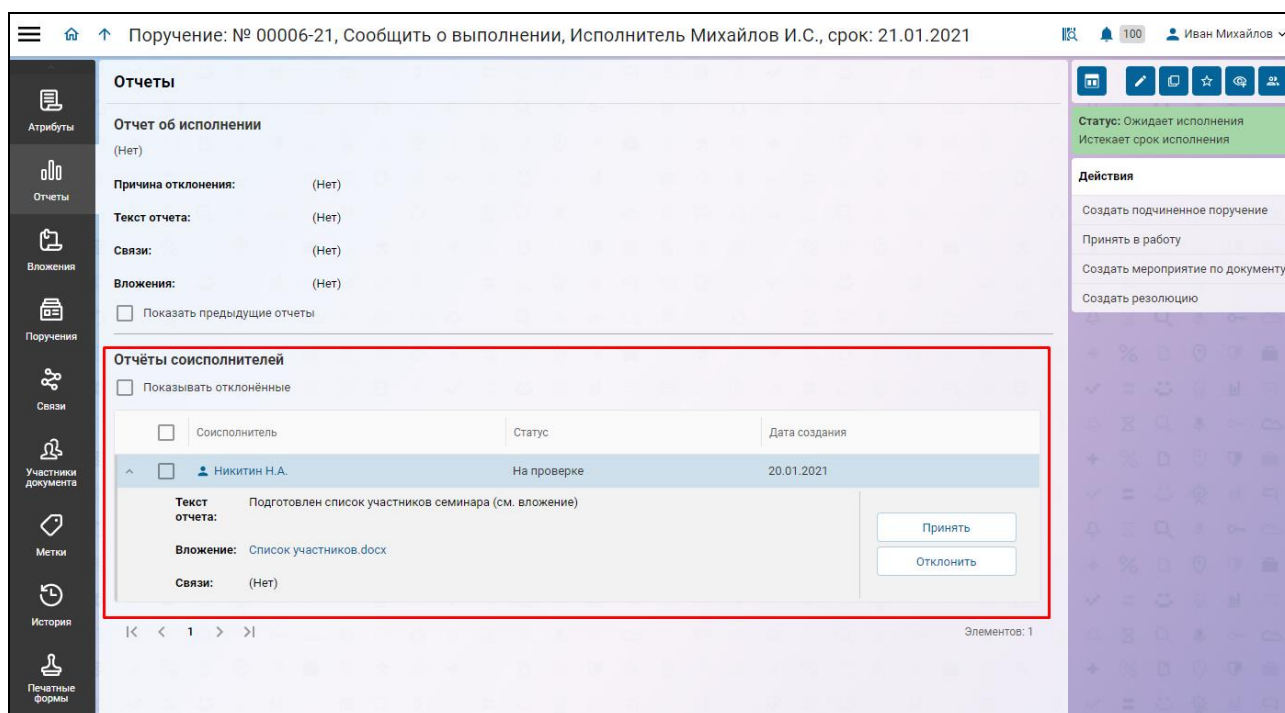 Поручение: № 00006-21, Сообщить о выполнении, Исполнитель Михайлов И.С., срок: 21.01.2021
100
Иван Михайлов
Атрибуты
Отчеты
Вложения
Поручения
Связи
Участники
документа
Метки
История
Печатные
формы
Отчеты
Отчет об исполнении
(Нет)
Причина отклонения: (Нет)
Текст отчета: (Нет)
Связи: (Нет)
Вложения: (Нет)
Показать предыдущие отчеты
Отчёты соисполнителей
Показывать отклонённые
Соисполнитель Статус Дата создания
Никитин Н.А. На проверке 20.01.2021
Текст Подготовлен список участников семинара (см. вложение)
отчета:
Вложение: Список участников.docx
Связи: (Нет)
Принять
Отклонить
1
Элементов: 1
Статус: Ожидает исполнения
Истекает срок исполнения
Действия
Создать подчиненное поручение
Принять в работу
Создать мероприятие по документу
Создать резолюцию